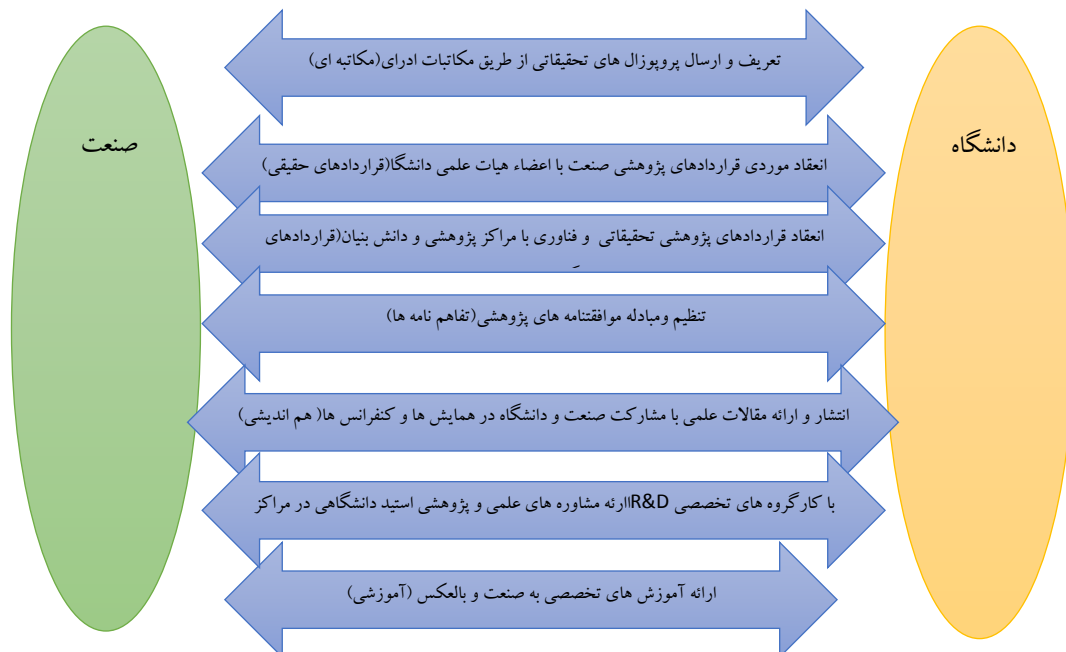 تعریف و ارسال پروپوزال های تحقیقاتی از طریق مکاتبات ادرای(مکاتبه ای)
دانشگاه
صنعت
انعقاد موردی قراردادهای پژوهشی صنعت با اعضاء هیات علمی دانشگا(قراردادهای حقیقی)
انعقاد قراردادهای پژوهشی تحقیقاتی و فناوری با مراکز پژوهشی و دانش بنیان(قراردادهای
تنظیم ومبادله موافقتنامه های پژوهشی(تفاهم نامه ها)
انتشار و ارائه مقالات علمی با مشارکت صنعت و دانشگاه در همایش ها و کنفرانس ها( هم اندیشی)
با کارگروه های تخصصی R&Dاارئه مشاوره های علمی و پژوهشی استید دانشگاهی در مراکز
ارائه آموزش های تخصصی به صنعت و بالعکس (آموزشی)